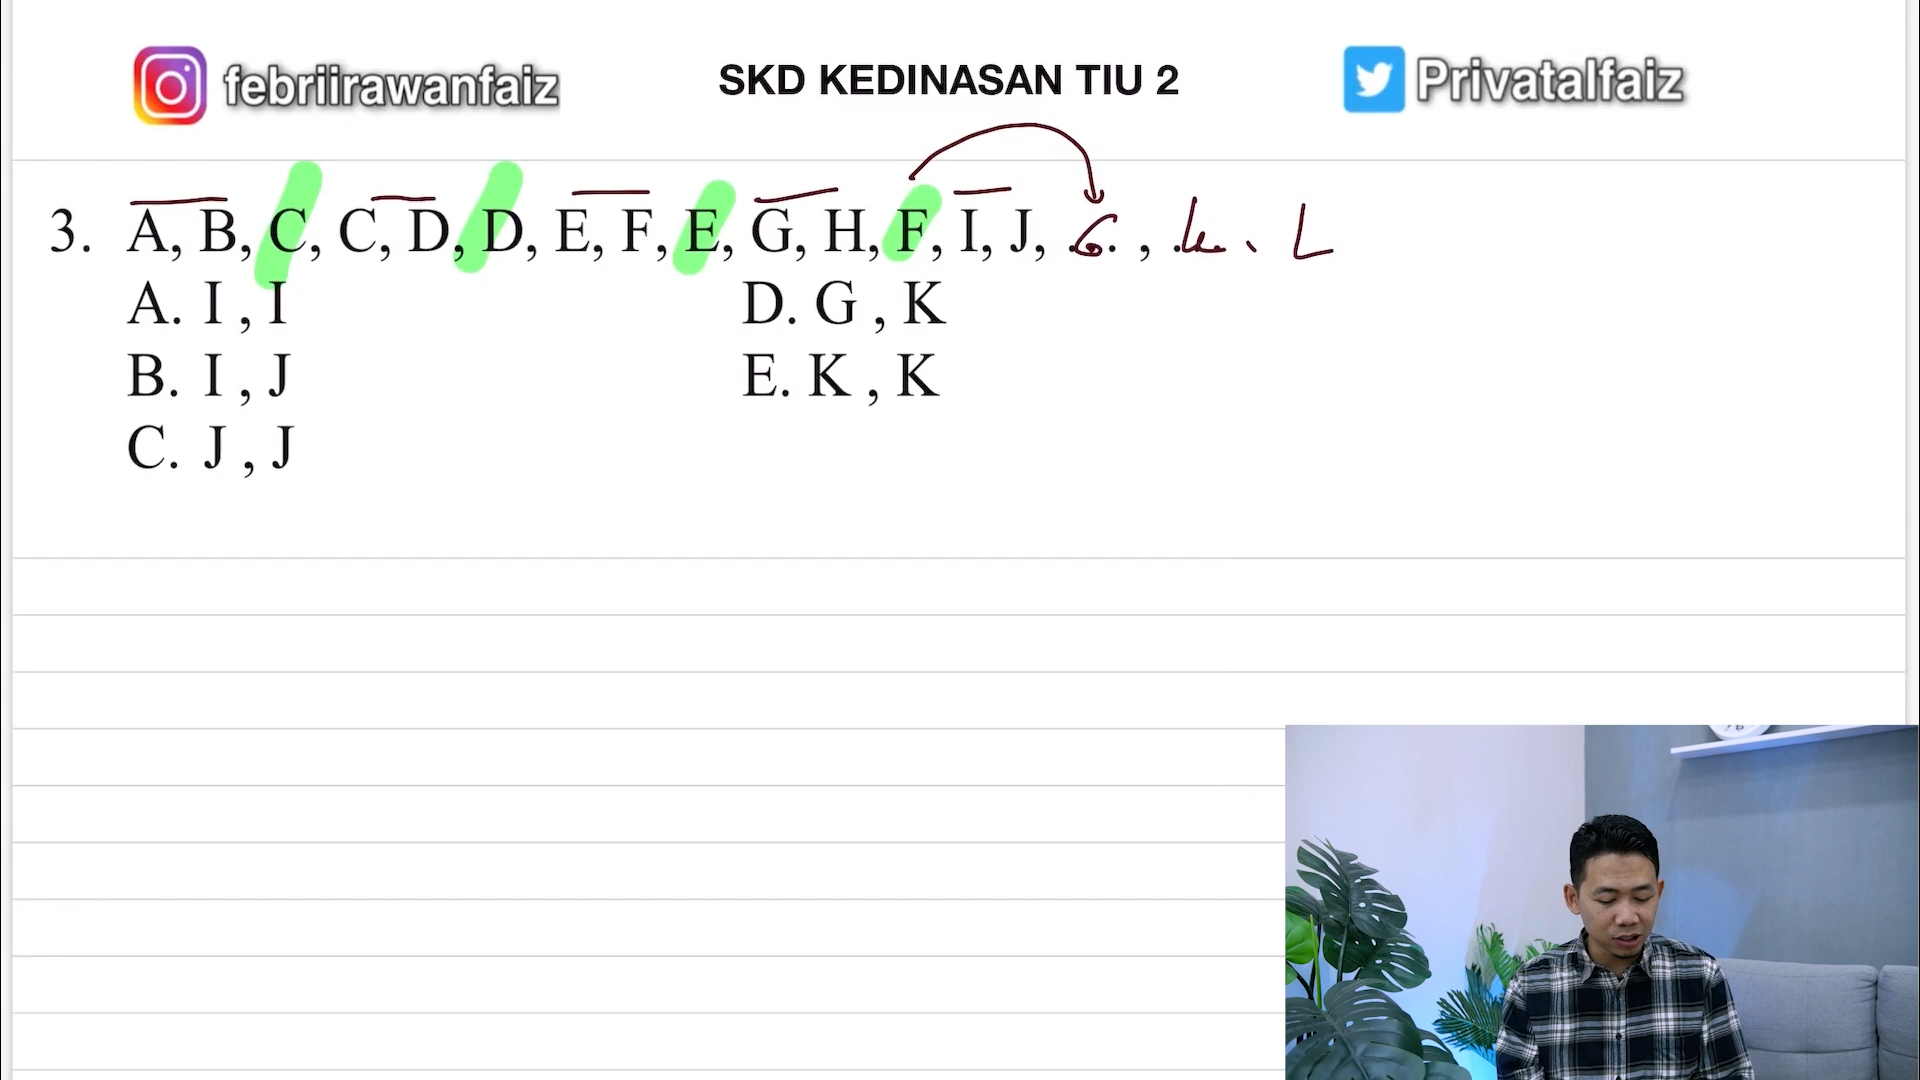 febriirawanfaiz SKD KEDINASAN TIU 2 Privatalfaiz
3. A, B, C, C, D, D, E, F, E, G, H, F, I, J, G , k, L
A. I , I D. G , K
B. I , J E. K , K
C. J , J